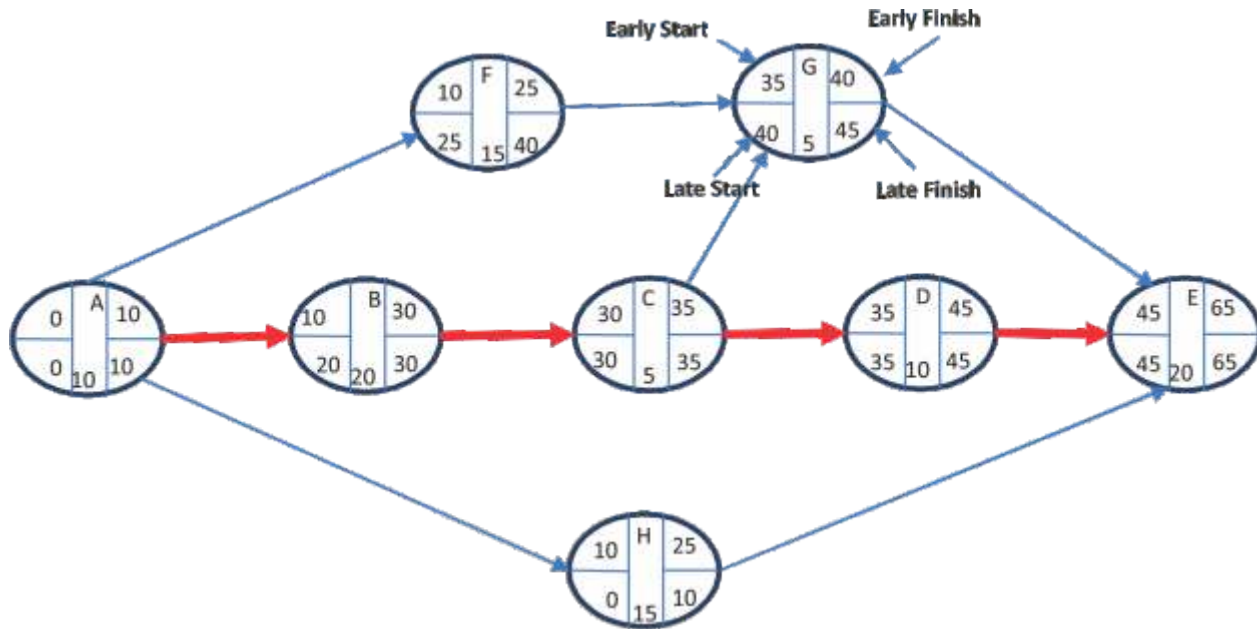 Early Start
Early Finish
F
10 25
25 15 40
G
35 40
40 5 45
Late Start
Late Finish
A
0 10
0 10 10
B
10 30
20 20 30
C
30 35
30 5 35
D
35 45
35 10 45
E
45 65
45 20 65
H
10 25
0 15 10